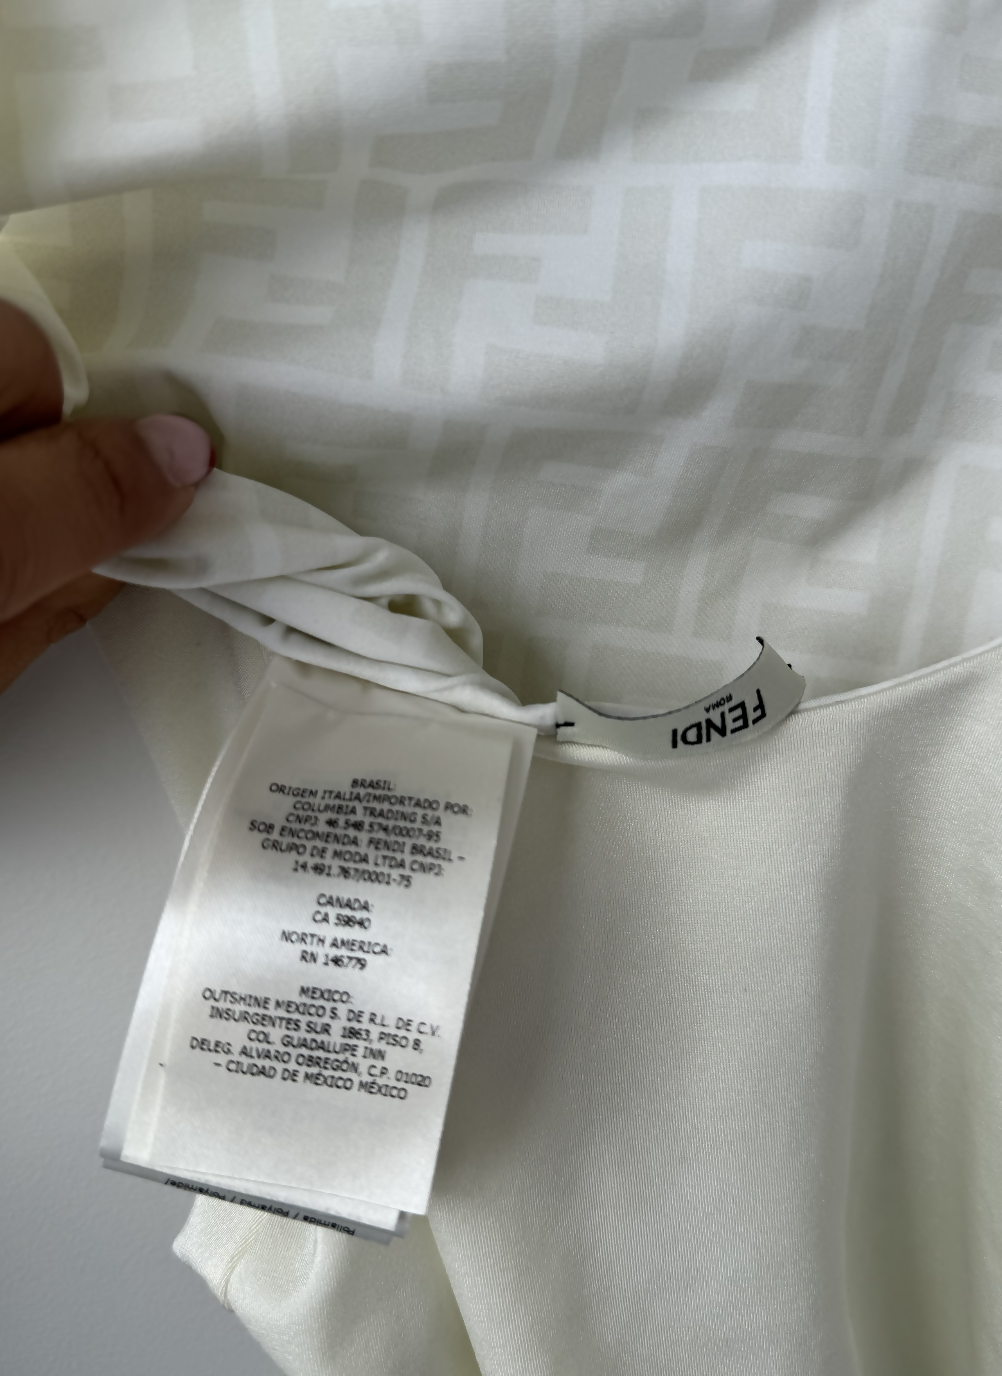 FENDI
ROMA
BRASIL:
ORIGEM ITALIA/IMPORTADO POR:
COLUMBIA TRADING S/A
CNPJ: 46.548.574/0007-95
SOB ENCOMENDA: FENDI BRASIL –
GRUPO DE MODA LTDA CNPJ:
14.491.767/0001-75
CANADA:
CA 59840
NORTH AMERICA:
RN 146779
MEXICO:
OUTSHINE MEXICO S. DE R.L. DE C.V.
INSURGENTES SUR 1863, PISO 8,
COL. GUADALUPE INN
DELEG. ALVARO OBREGÓN, C.P. 01020
– CIUDAD DE MÉXICO MÉXICO
Poliamida / Polyamid / Polyamide/